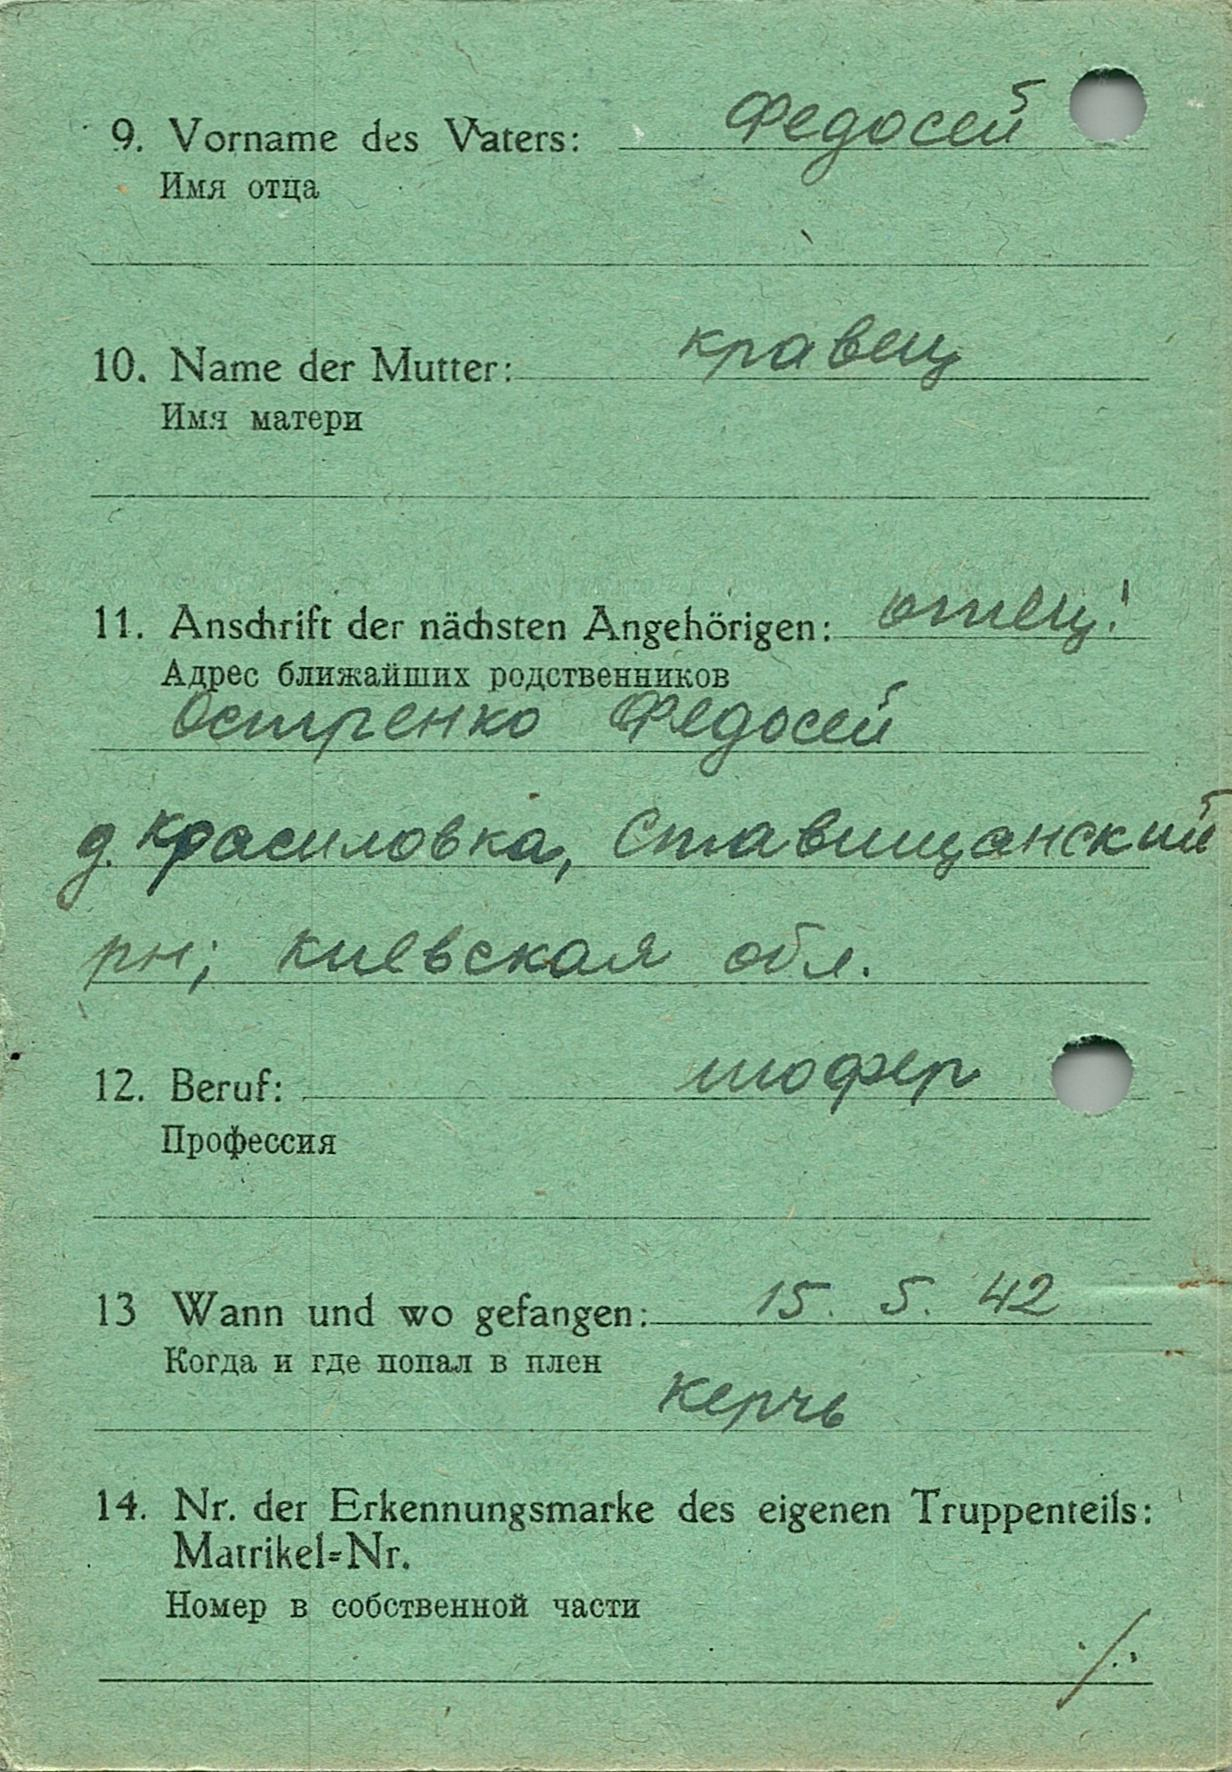 9. Vorname des Vaters: Федосей
Имя отца
10. Name der Mutter: Кравец
Имя матери
11. Anschrift der nächsten Angehörigen: отец!
Адрес ближайших родственников
Остренко Федосей
д. Красиловка, Ставищанский
рн; Киевская обл.
12. Beruf: шофер
Профессия
13 Wann und wo gefangen: 15. 5. 42
Когда и где попал в плен
Керчь
14. Nr. der Erkennungsmarke des eigenen Truppenteils:
Matrikel=Nr.
Номер в собственной части
./.